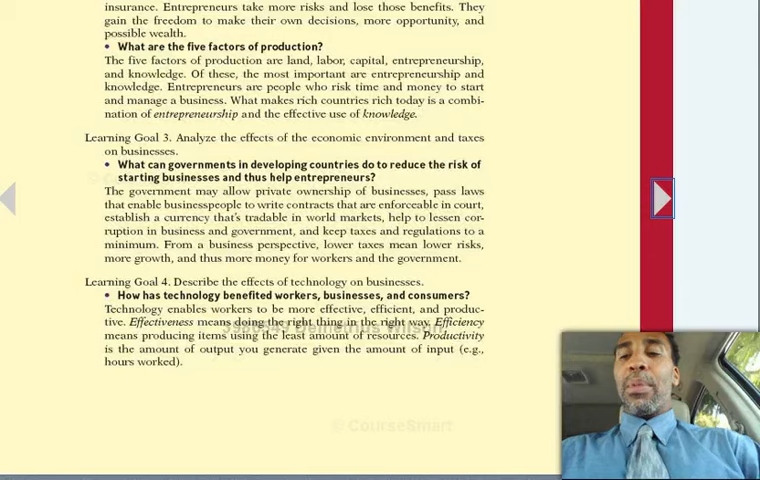 insurance. Entrepreneurs take more risks and lose those benefits. They
gain the freedom to make their own decisions, more opportunity, and
possible wealth.
• What are the five factors of production?
The five factors of production are land, labor, capital, entrepreneurship,
and knowledge. Of these, the most important are entrepreneurship and
knowledge. Entrepreneurs are people who risk time and money to start
and manage a business. What makes rich countries rich today is a combi-
nation of entrepreneurship and the effective use of knowledge.
Learning Goal 3. Analyze the effects of the economic environment and taxes
on businesses.
• What can governments in developing countries do to reduce the risk of
starting businesses and thus help entrepreneurs?
The government may allow private ownership of businesses, pass laws
that enable businesspeople to write contracts that are enforceable in court,
establish a currency that's tradable in world markets, help to lessen cor-
ruption in business and government, and keep taxes and regulations to a
minimum. From a business perspective, lower taxes mean lower risks,
more growth, and thus more money for workers and the government.
Learning Goal 4. Describe the effects of technology on businesses.
• How has technology benefited workers, businesses, and consumers?
Technology enables workers to be more effective, efficient, and produc-
tive. Effectiveness means doing the right thing in the right way. Efficiency
means producing items using the least amount of resources. Productivity
is the amount of output you generate given the amount of input (e.g.,
hours worked).
© CourseSmart